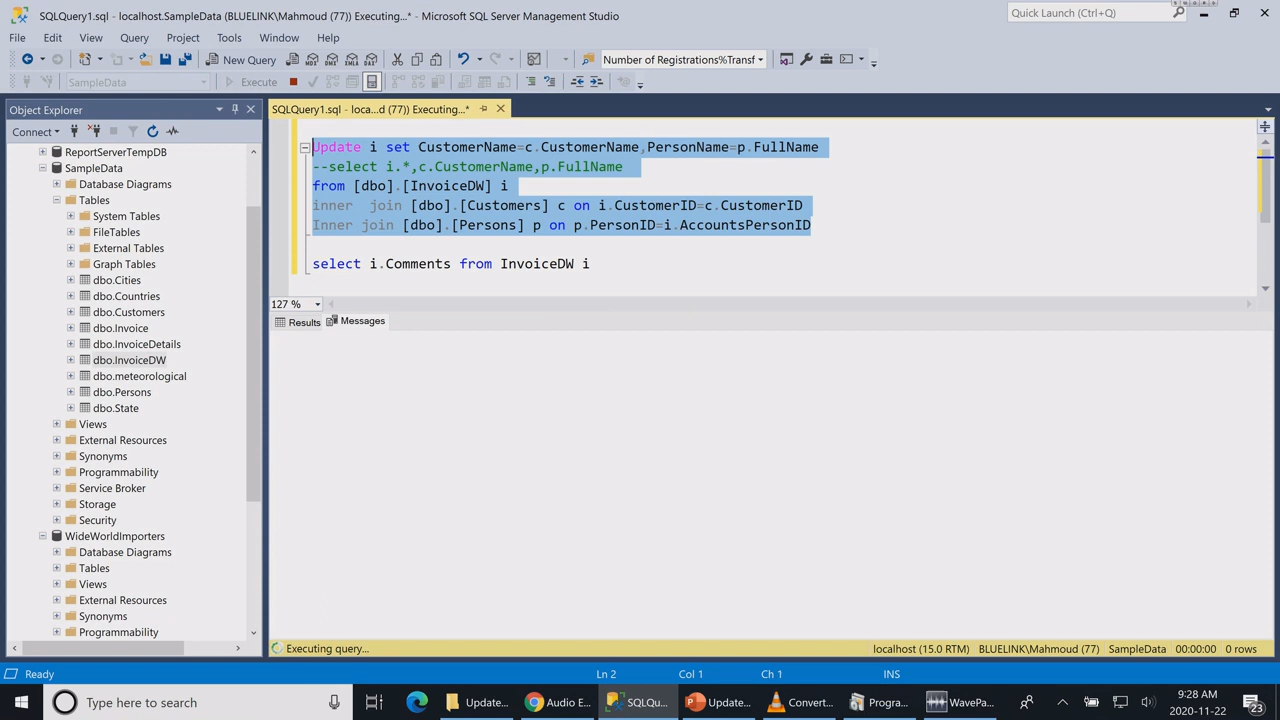 SQLQuery1.sql - localhost.SampleData (BLUELINK\Mahmoud (77)) Executing...* - Microsoft SQL Server Management Studio
Quick Launch (Ctrl+Q)
File Edit View Query Project Tools Window Help
New Query
MDX DMX XMLA DAX
Number of Registrations%Transf
SampleData
Execute
Object Explorer
SQLQuery1.sql - loca...d (77)) Executing...*
Connect
ReportServerTempDB
SampleData
Database Diagrams
Tables
System Tables
FileTables
External Tables
Graph Tables
dbo.Cities
dbo.Countries
dbo.Customers
dbo.Invoice
dbo.InvoiceDetails
dbo.InvoiceDW
dbo.meteorological
dbo.Persons
dbo.State
Views
External Resources
Synonyms
Programmability
Service Broker
Storage
Security
WideWorldImporters
Database Diagrams
Tables
Views
External Resources
Synonyms
Programmability
Update i set CustomerName=c.CustomerName,PersonName=p.FullName
--select i.*,c.CustomerName,p.FullName
from [dbo].[InvoiceDW] i
inner join [dbo].[Customers] c on i.CustomerID=c.CustomerID
Inner join [dbo].[Persons] p on p.PersonID=i.AccountsPersonID
select i.Comments from InvoiceDW i
127 %
Results Messages
Executing query... localhost (15.0 RTM) BLUELINK\Mahmoud (77) SampleData 00:00:00 0 rows
Ready Ln 2 Col 1 Ch 1 INS
Type here to search
Update...
Audio E...
SQLQu...
Update...
Convert...
Progra...
WavePa...
9:28 AM
2020-11-22
23